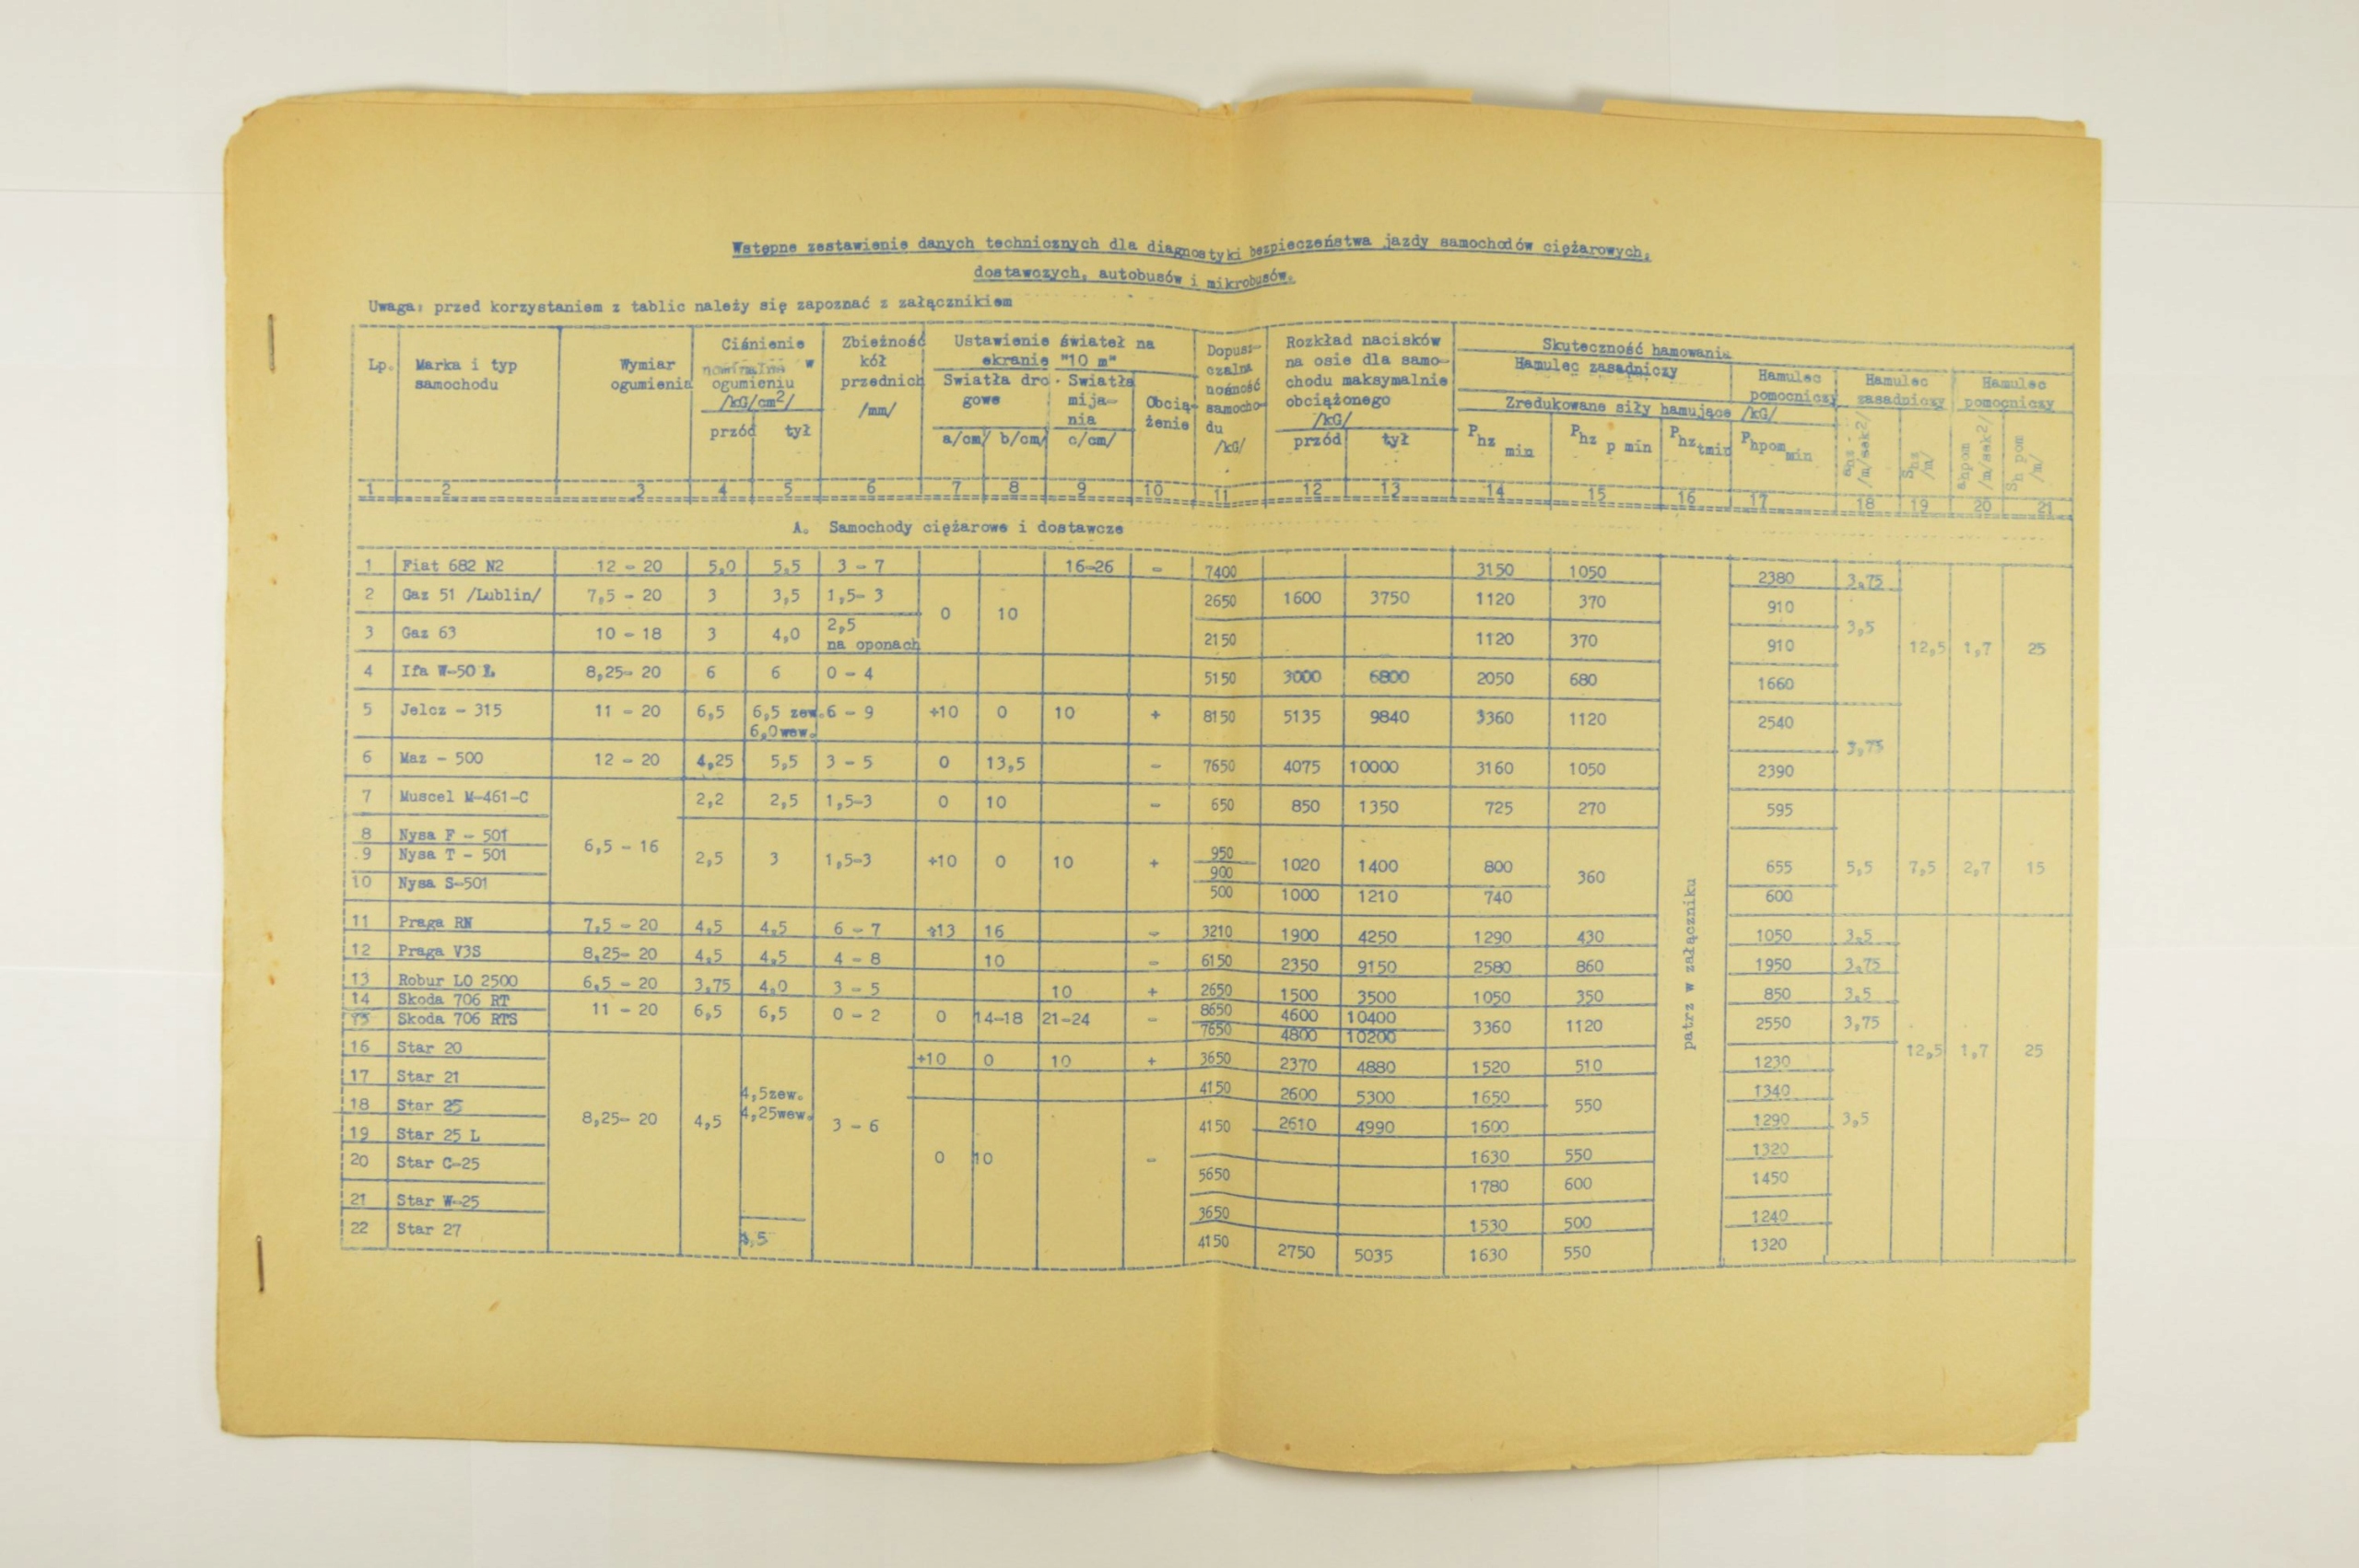 Wstępne zestawienie danych technicznych dla diagnostyki bezpieczeństwa jazdy samochodów ciężarowych,
dostawczych, autobusów i mikrobusów.
Uwaga: przed korzystaniem z tablic należy się zapoznać z załącznikiem
Lp. Marka i typ samochodu
Wymiar ogumienia
Ciśnienie nominalne w ogumieniu /kG/cm2/ przód tył
Zbieżność kół przednich /mm/
Ustawienie świateł na ekranie "10 m"
Swiatła drogowe a/cm/ b/cm/
Swiatła mijania c/cm/
Obciążenie
Dopuszczalna nośność samochodu /kG/
Rozkład nacisków na osie dla samochodu maksymalnie obciążonego /kG/ przód tył
Skuteczność hamowania
Hamulec zasadniczy Hamulec pomocniczy Hamulec zasadniczy Hamulec pomocniczy
Zredukowane siły hamujące /kG/
Phz min Phz p min Phz tmin Phpom min ahz /m/sek2/ Shz /m/ ahpom /m/sek2/ Sh pom /m/
1 2 3 4 5 6 7 8 9 10 11 12 13 14 15 16 17 18 19 20 21
A. Samochody ciężarowe i dostawcze
1 Fiat 682 N2 12 - 20 5,0 5,5 3 - 7 16-26 - 7400 3150 1050 2380 3,75
2 Gaz 51 /Lublin/ 7,5 - 20 3 3,5 1,5- 3 0 10 2650 1600 3750 1120 370 910 3,5
3 Gaz 63 10 - 18 3 4,0 2,5 na oponach 2150 1120 370 910 12,5 1,7 25
4 Ifa W-50 L 8,25- 20 6 6 0 - 4 5150 3000 6800 2050 680 1660
5 Jelcz - 315 11 - 20 6,5 6,5 zew. 6,0 wew. 6 - 9 +10 0 10 + 8150 5135 9840 3360 1120 2540
6 Maz - 500 12 - 20 4,25 5,5 3 - 5 0 13,5 - 7650 4075 10000 3160 1050 2390 3,75
7 Muscel M-461-C 2,2 2,5 1,5-3 0 10 - 650 850 1350 725 270 595
8 Nysa F - 501 6,5 - 16 950
9 Nysa T - 501 2,5 3 1,5-3 +10 0 10 + 900 1020 1400 800 360 655 5,5 7,5 2,7 15
10 Nysa S-501 500 1000 1210 740 600
11 Praga RN 7,5 - 20 4,5 4,5 6 - 7 +13 16 - 3210 1900 4250 1290 430 1050 3,5
12 Praga V3S 8,25- 20 4,5 4,5 4 - 8 10 - 6150 2350 9150 2580 860 1950 3,75
13 Robur LO 2500 6,5 - 20 3,75 4,0 3 - 5 10 + 2650 1500 3500 1050 350 850 3,5
14 Skoda 706 RT 11 - 20 6,5 6,5 0 - 2 0 14-18 21-24 - 8650 4600 10400 3360 1120 2550 3,75
15 Skoda 706 RTS 7650 4800 10200
16 Star 20 +10 0 10 + 3650 2370 4880 1520 510 1230 12,5 1,7 25
17 Star 21 4150 2600 5300 1650 550 1340
18 Star 25 8,25- 20 4,5 4,5zew. 4,25wew. 3 - 6 4150 2610 4990 1600 1290 3,5
19 Star 25 L 1630 550 1320
20 Star C-25 0 10 - 5650 1780 600 1450
21 Star W-25 3650 1530 500 1240
22 Star 27 4,5 4150 2750 5035 1630 550 1320
patrz w załączniku